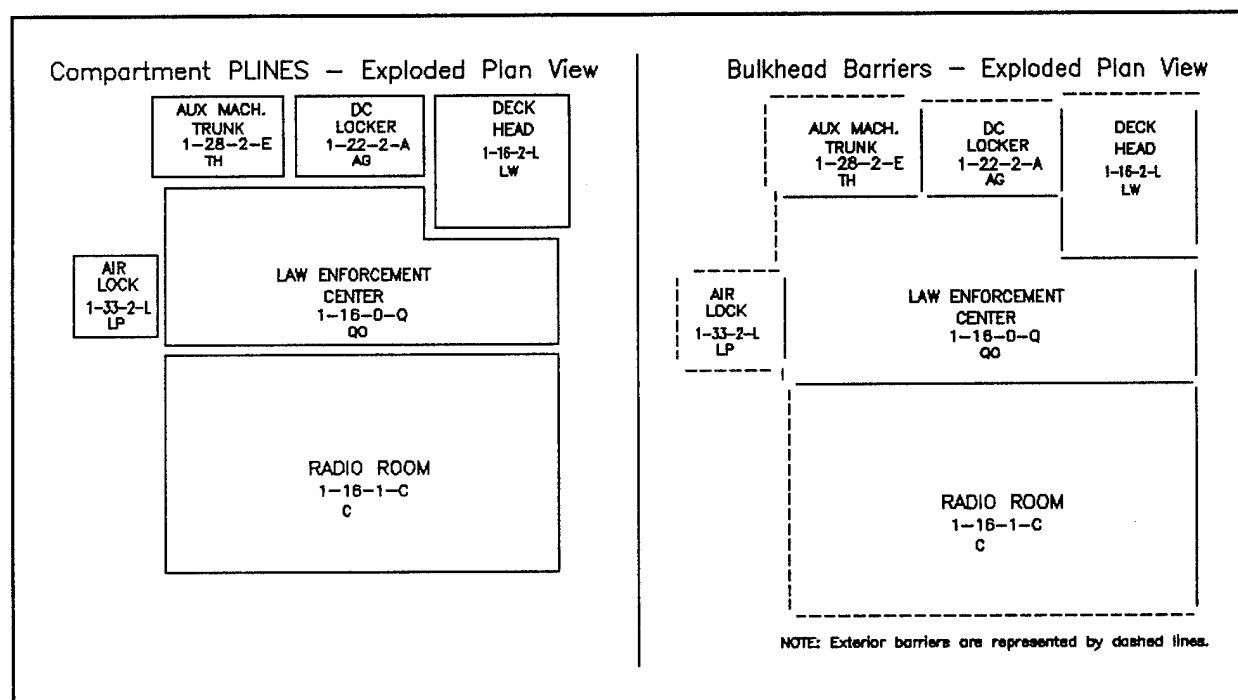 Compartment PLINES – Exploded Plan View
AUX MACH.
TRUNK
1–28–2–E
TH
DC
LOCKER
1–22–2–A
AG
DECK
HEAD
1–16–2–L
LW
AIR
LOCK
1–33–2–L
LP
LAW ENFORCEMENT
CENTER
1–16–0–Q
QO
RADIO ROOM
1–16–1–C
C
Bulkhead Barriers – Exploded Plan View
AUX MACH.
TRUNK
1–28–2–E
TH
DC
LOCKER
1–22–2–A
AG
DECK
HEAD
1–16–2–L
LW
AIR
LOCK
1–33–2–L
LP
LAW ENFORCEMENT
CENTER
1–16–0–Q
QO
RADIO ROOM
1–16–1–C
C
NOTE: Exterior barriers are represented by dashed lines.